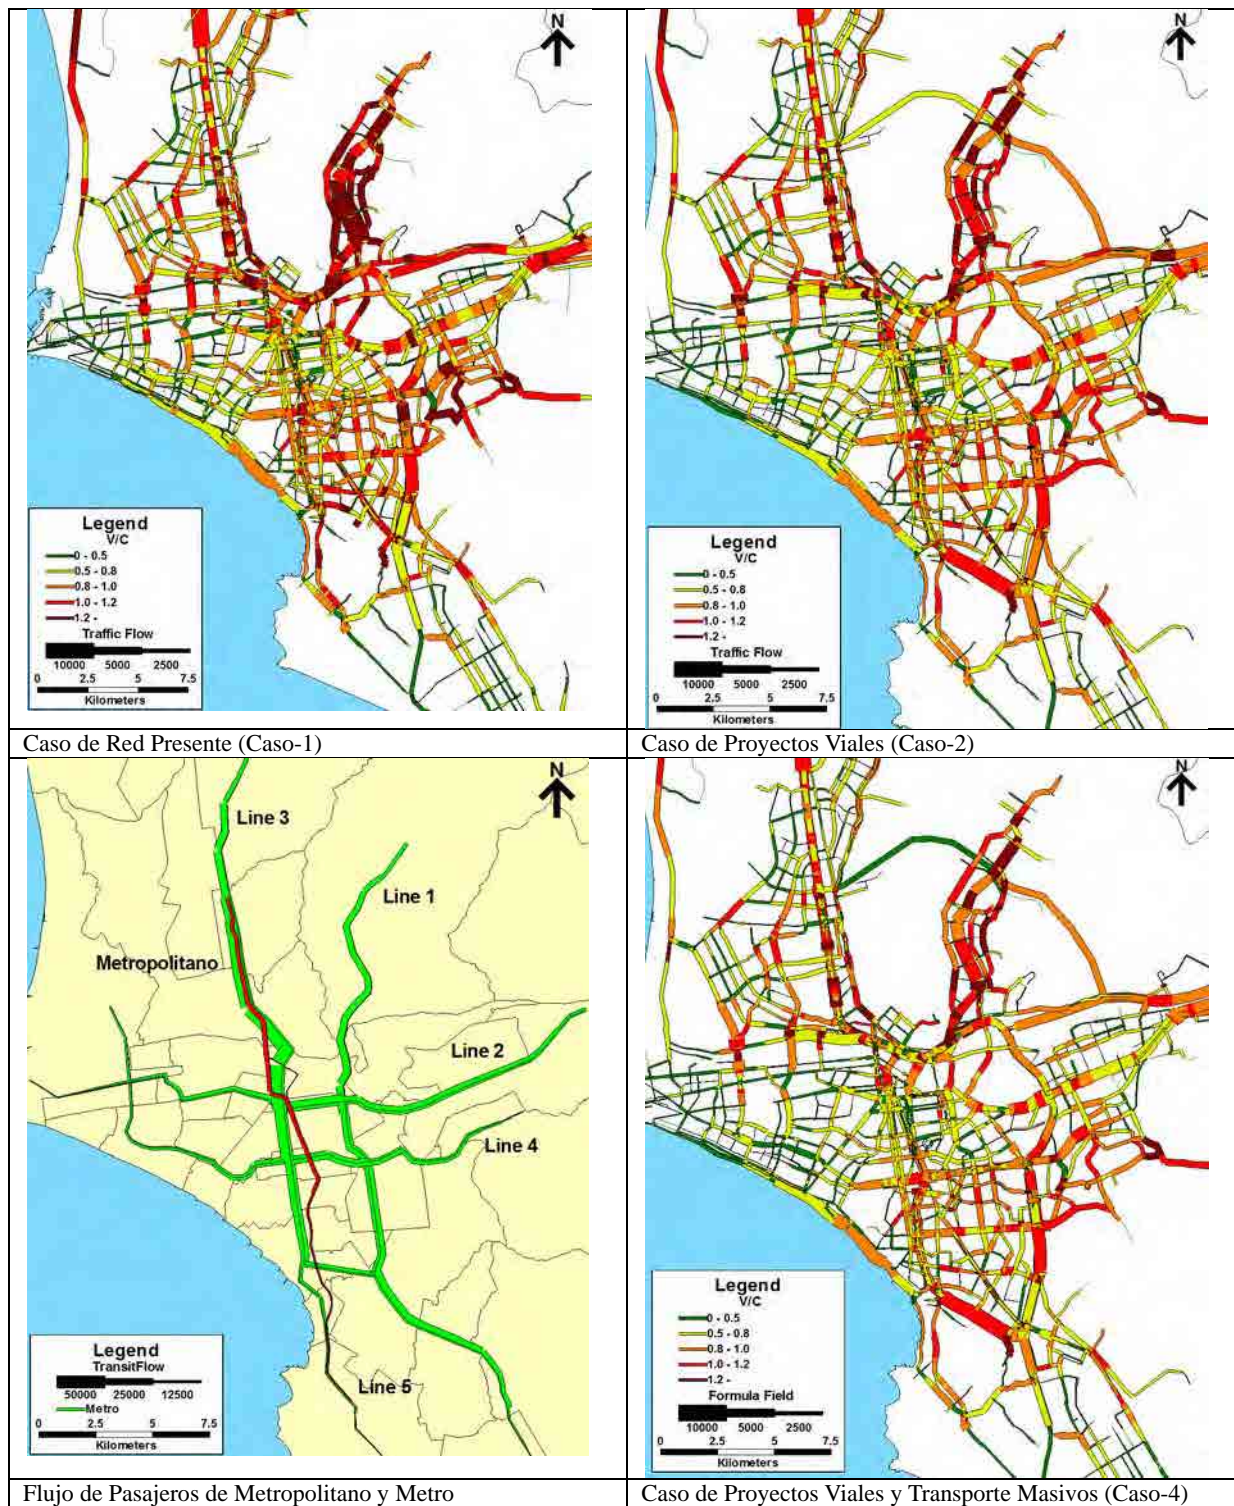 N
Legend
V/C
0 - 0.5
0.5 - 0.8
0.8 - 1.0
1.0 - 1.2
1.2 -
Traffic Flow
10000 5000 2500
0 2.5 5 7.5
Kilometers
Caso de Red Presente (Caso-1)
N
Legend
V/C
0 - 0.5
0.5 - 0.8
0.8 - 1.0
1.0 - 1.2
1.2 -
Traffic Flow
10000 5000 2500
0 2.5 5 7.5
Kilometers
Caso de Proyectos Viales (Caso-2)
N
Line 3
Line 1
Metropolitano
Line 2
Line 4
Line 5
Legend
TransitFlow
50000 25000 12500
Metro
0 2.5 5 7.5
Kilometers
Flujo de Pasajeros de Metropolitano y Metro
N
Legend
V/C
0 - 0.5
0.5 - 0.8
0.8 - 1.0
1.0 - 1.2
1.2 -
Formula Field
10000 5000 2500
0 2.5 5 7.5
Kilometers
Caso de Proyectos Viales y Transporte Masivos (Caso-4)